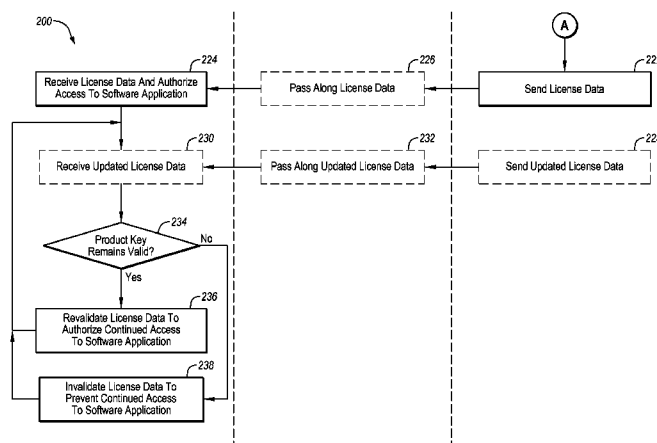 200
A
224
226
22
Receive License Data And Authorize
Access To Software Application
Pass Along License Data
Send License Data
230
232
22
Receive Updated License Data
Pass Along Updated License Data
Send Updated License Data
234
Product Key
Remains Valid?
No
Yes
236
Revalidate License Data To
Authorize Continued Access
To Software Application
238
Invalidate License Data To
Prevent Continued Access
To Software Application